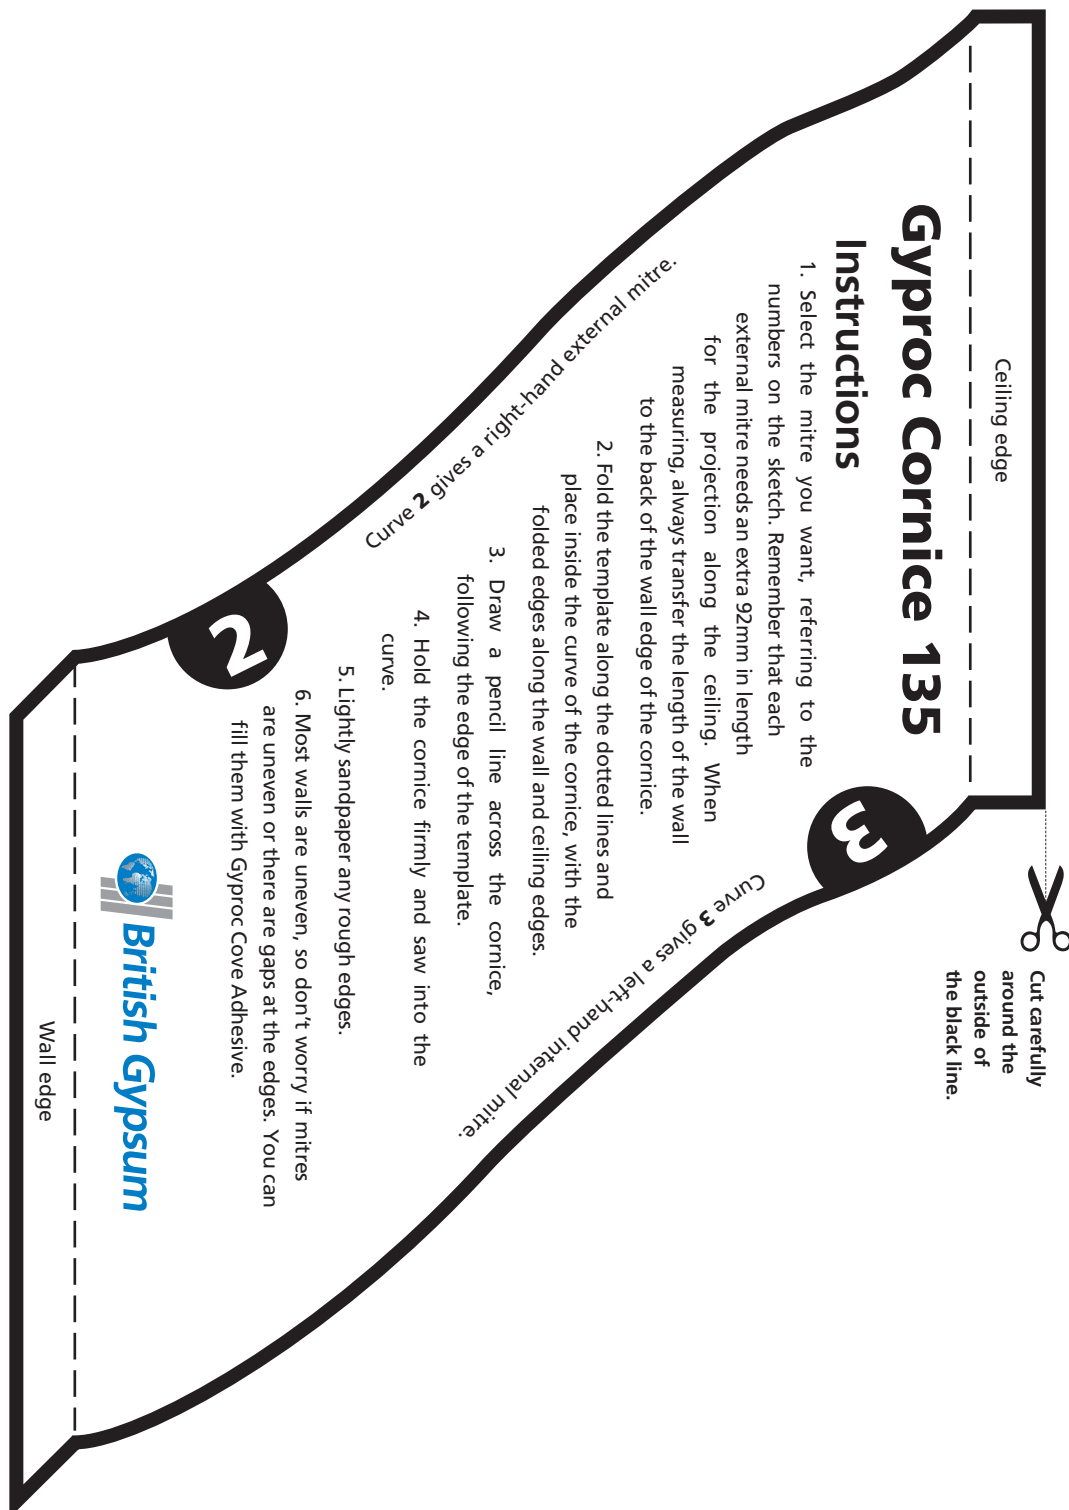 Ceiling edge
Gyproc Cornice 135
Instructions
1. Select the mitre you want, referring to the
numbers on the sketch. Remember that each
external mitre needs an extra 92mm in length
for the projection along the ceiling. When
measuring, always transfer the length of the wall
to the back of the wall edge of the cornice.
2. Fold the template along the dotted lines and
place inside the curve of the cornice, with the
folded edges along the wall and ceiling edges.
3. Draw a pencil line across the cornice,
following the edge of the template.
4. Hold the cornice firmly and saw into the
curve.
5. Lightly sandpaper any rough edges.
6. Most walls are uneven, so don't worry if mitres
are uneven or there are gaps at the edges. You can
fill them with Gyproc Cove Adhesive.
Curve 2 gives a right-hand external mitre.
2
3
Curve 3 gives a left-hand internal mitre.
Cut carefully
around the
outside of
the black line.
British Gypsum
Wall edge